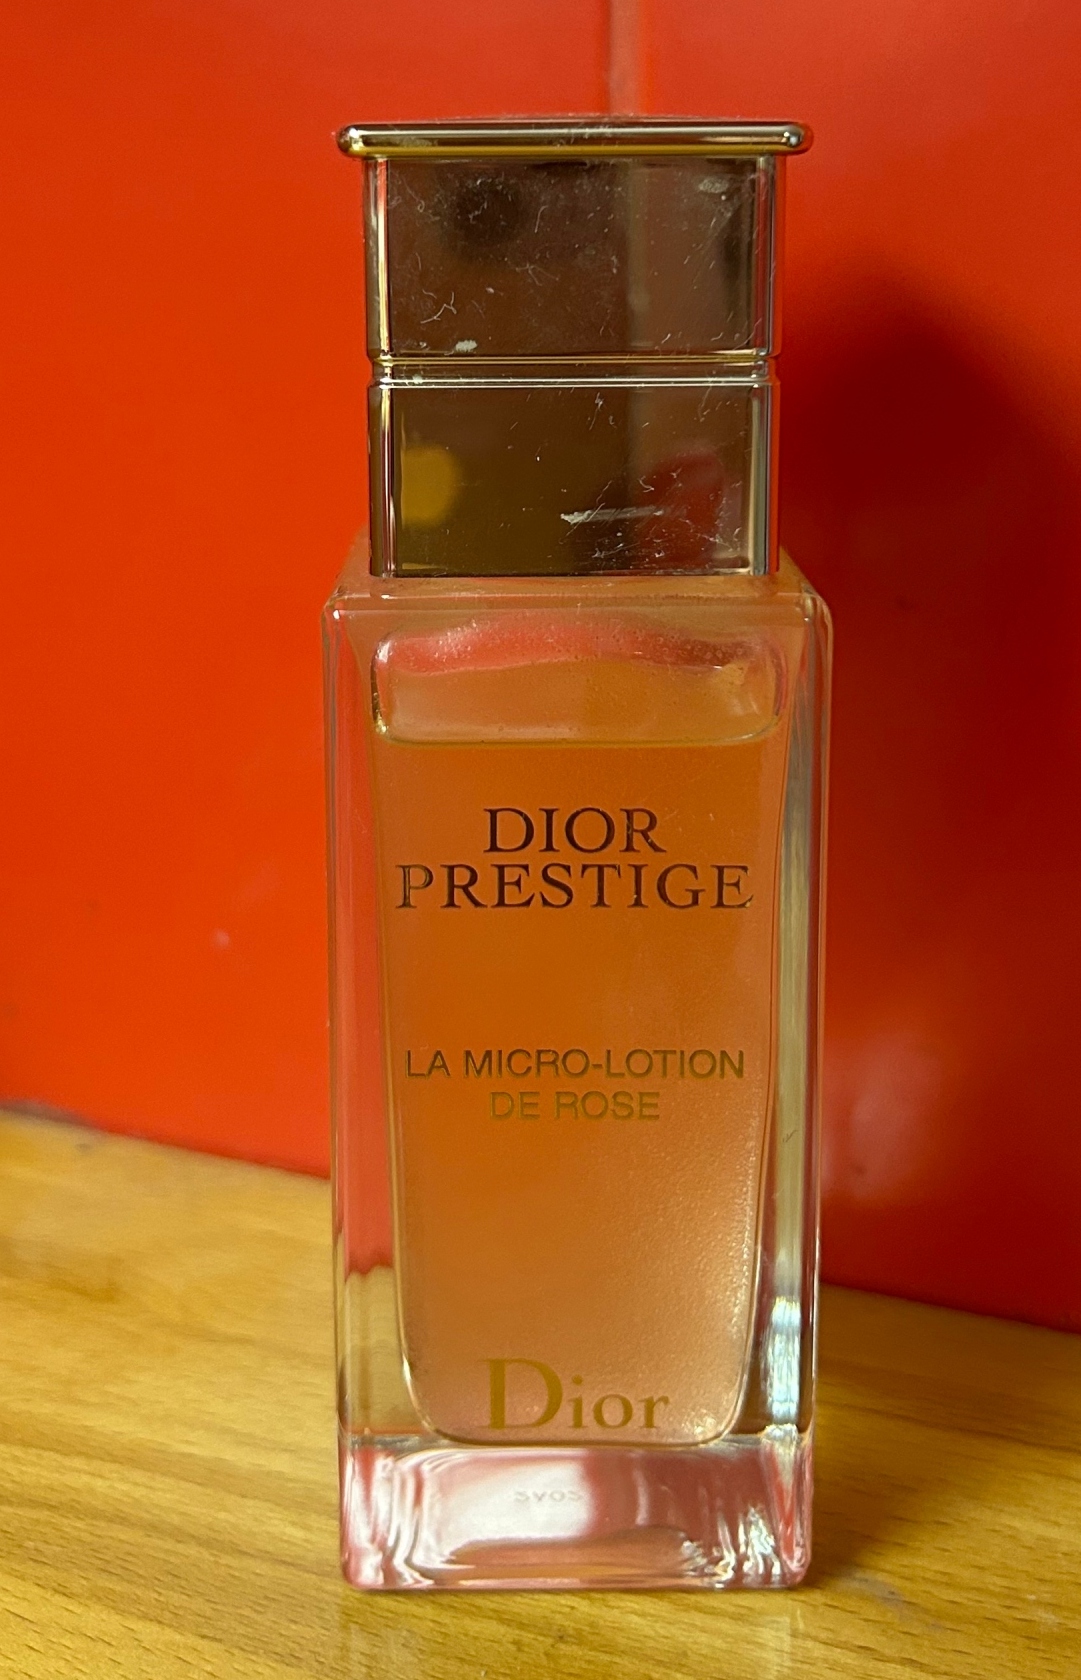 DIOR
PRESTIGE
LA MICRO-LOTION
DE ROSE
Dior